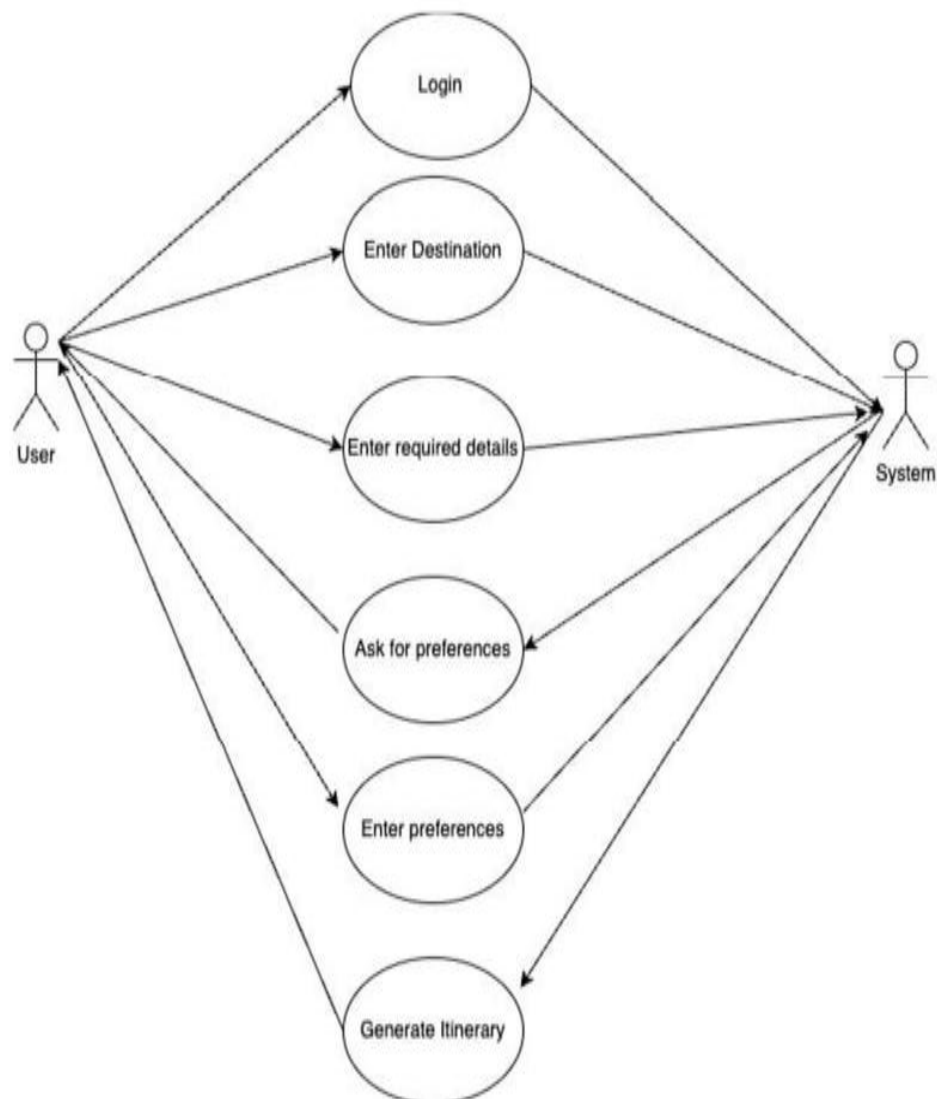 Login
Enter Destination
User
Enter required details
System
Ask for preferences
Enter preferences
Generate Itinerary